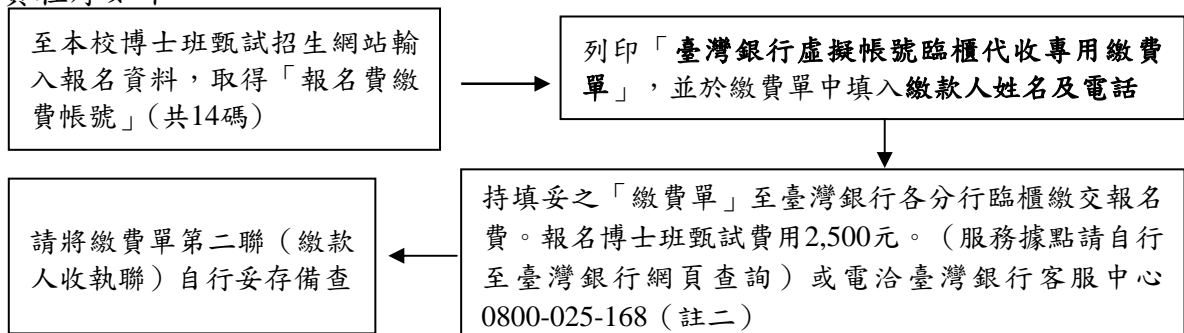 至本校博士班甄試招生網站輸
入報名資料，取得「報名費繳
費帳號」（共14碼）
列印「臺灣銀行虛擬帳號臨櫃代收專用繳費
單」，並於繳費單中填入繳款人姓名及電話
持填妥之「繳費單」至臺灣銀行各分行臨櫃繳交報名
費。報名博士班甄試費用2,500元。（服務據點請自行
至臺灣銀行網頁查詢）或電洽臺灣銀行客服中心
0800-025-168（註二）
請將繳費單第二聯（繳款
人收執聯）自行妥存備查